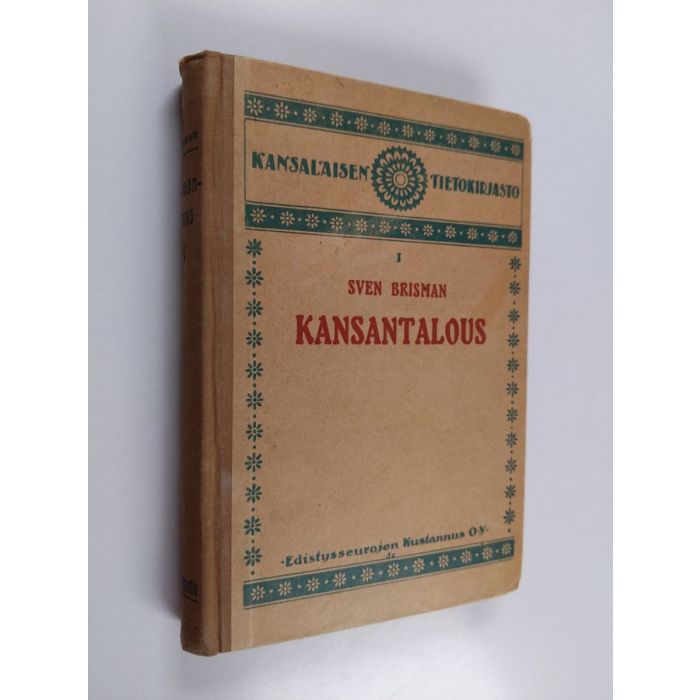 KANSALAISEN TIETOKIRJASTO
I
SVEN BRISMAN
KANSANTALOUS
·Edistysseurojen Kustannus O·Y·